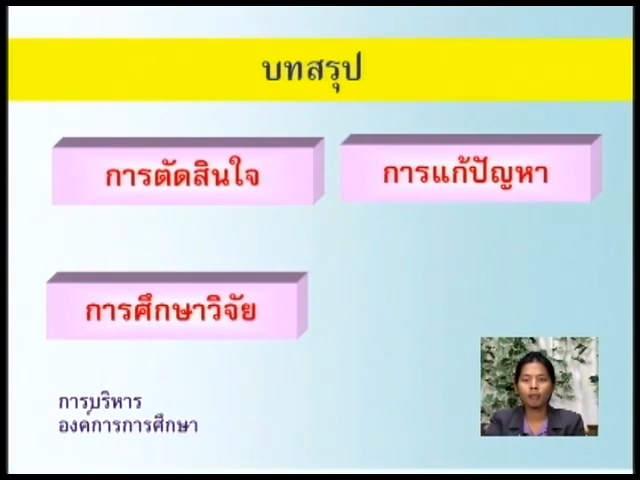 บทสรุป
การตัดสินใจ
การแก้ปัญหา
การศึกษาวิจัย
การบริหาร
องค์การการศึกษา